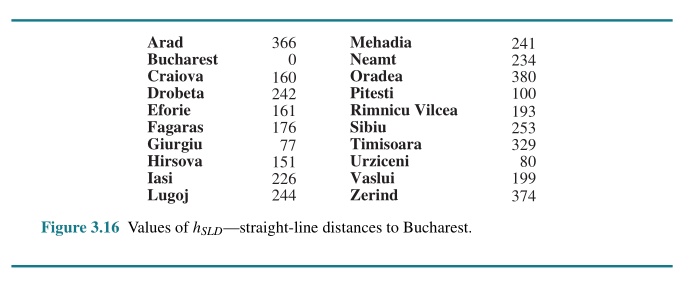 Arad 366 Mehadia 241
Bucharest 0 Neamt 234
Craiova 160 Oradea 380
Drobeta 242 Pitesti 100
Eforie 161 Rimnicu Vilcea 193
Fagaras 176 Sibiu 253
Giurgiu 77 Timisoara 329
Hirsova 151 Urziceni 80
Iasi 226 Vaslui 199
Lugoj 244 Zerind 374
Figure 3.16 Values of hSLD—straight-line distances to Bucharest.